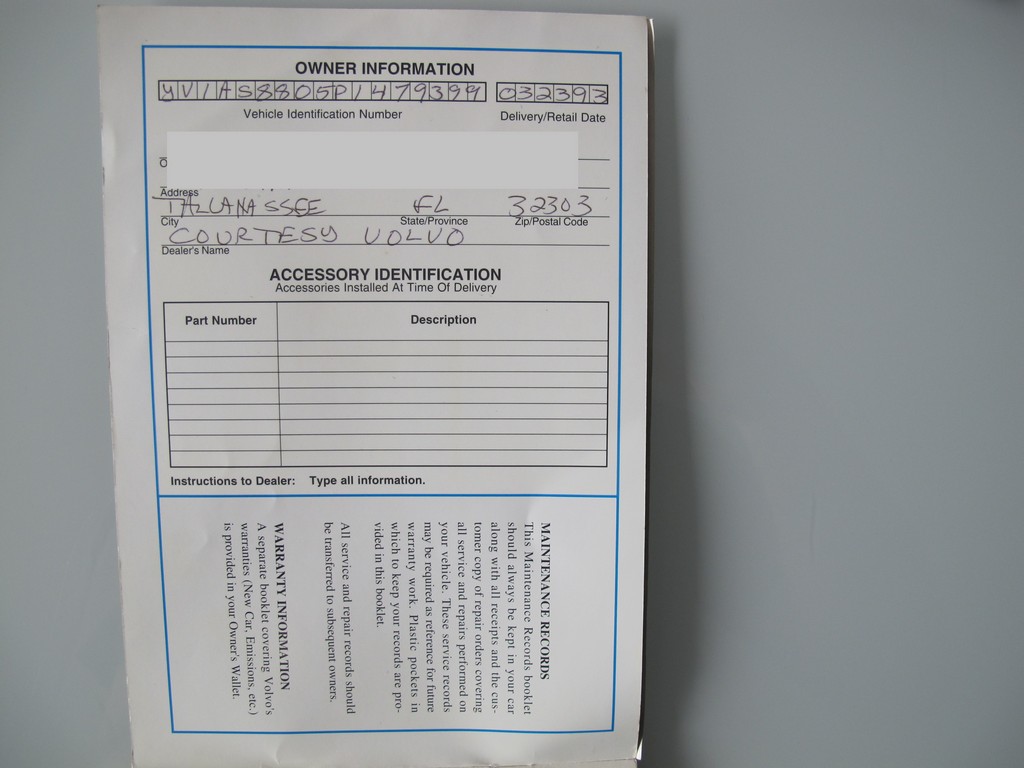 OWNER INFORMATION
YV1AS8805P1479399 032393
Vehicle Identification Number Delivery/Retail Date
Address
TALLAHASSEE FL 32303
City State/Province Zip/Postal Code
COURTESY VOLVO
Dealer's Name
ACCESSORY IDENTIFICATION
Accessories Installed At Time Of Delivery
Part Number Description
Instructions to Dealer: Type all information.
MAINTENANCE RECORDS
This Maintenance Records booklet
should always be kept in your car
along with all receipts and the cus-
tomer copy of repair orders covering
all service and repairs performed on
your vehicle. These service records
may be required as reference for future
warranty work. Plastic pockets in
which to keep your records are pro-
vided in this booklet.
All service and repair records should
be transferred to subsequent owners.
WARRANTY INFORMATION
A separate booklet covering Volvo's
warranties (New Car, Emissions, etc.)
is provided in your Owner's Wallet.